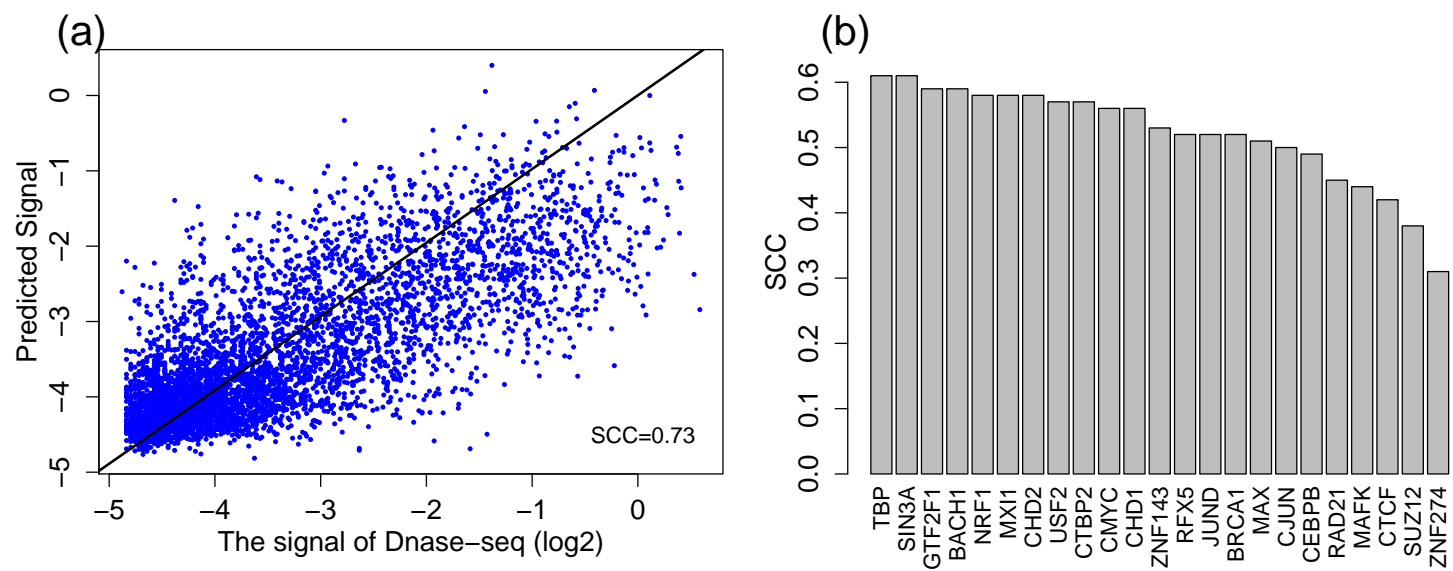 (a)
Predicted Signal
0
−1
−2
−3
−4
−5
SCC=0.73
−5 −4 −3 −2 −1 0
The signal of Dnase−seq (log2)
(b)
SCC
0.6
0.5
0.4
0.3
0.2
0.1
0.0
TBP
SIN3A
GTF2F1
BACH1
NRF1
MXI1
CHD2
USF2
CTBP2
CMYC
CHD1
ZNF143
RFX5
JUND
BRCA1
MAX
CJUN
CEBPB
RAD21
MAFK
CTCF
SUZ12
ZNF274